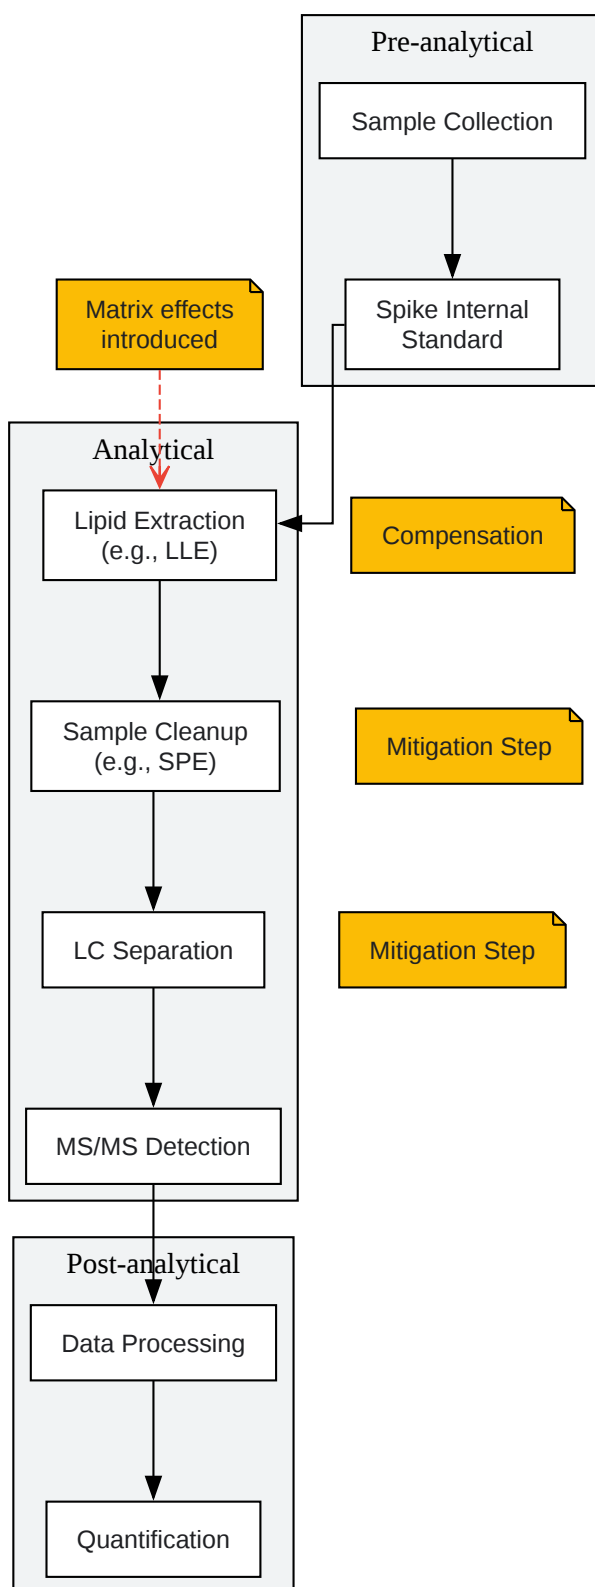 Pre-analytical
Sample Collection
Matrix effects
introduced
Spike Internal
Standard
Analytical
Lipid Extraction
(e.g., LLE)
Compensation
Sample Cleanup
(e.g., SPE)
Mitigation Step
LC Separation
Mitigation Step
MS/MS Detection
Post-analytical
Data Processing
Quantification